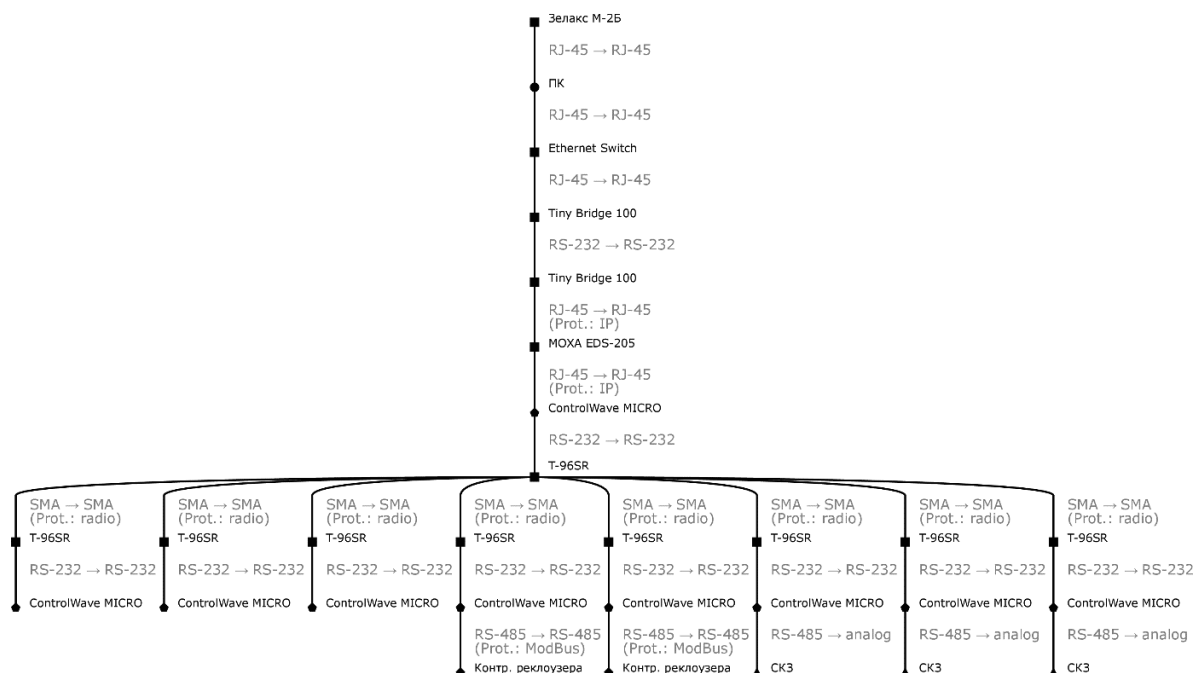 Зелакс М-2Б
RJ-45 → RJ-45
ПК
RJ-45 → RJ-45
Ethernet Switch
RJ-45 → RJ-45
Tiny Bridge 100
RS-232 → RS-232
Tiny Bridge 100
RJ-45 → RJ-45
(Prot.: IP)
MOXA EDS-205
RJ-45 → RJ-45
(Prot.: IP)
ControlWave MICRO
RS-232 → RS-232
T-96SR
SMA → SMA SMA → SMA SMA → SMA SMA → SMA SMA → SMA SMA → SMA SMA → SMA SMA → SMA
(Prot.: radio) (Prot.: radio) (Prot.: radio) (Prot.: radio) (Prot.: radio) (Prot.: radio) (Prot.: radio) (Prot.: radio)
T-96SR T-96SR T-96SR T-96SR T-96SR T-96SR T-96SR T-96SR
RS-232 → RS-232 RS-232 → RS-232 RS-232 → RS-232 RS-232 → RS-232 RS-232 → RS-232 RS-232 → RS-232 RS-232 → RS-232 RS-232 → RS-232
ControlWave MICRO ControlWave MICRO ControlWave MICRO ControlWave MICRO ControlWave MICRO ControlWave MICRO ControlWave MICRO ControlWave MICRO
RS-485 → RS-485 RS-485 → RS-485 RS-485 → analog RS-485 → analog RS-485 → analog
(Prot.: ModBus) (Prot.: ModBus)
Контр. реклоузера Контр. реклоузера СКЗ СКЗ СКЗ